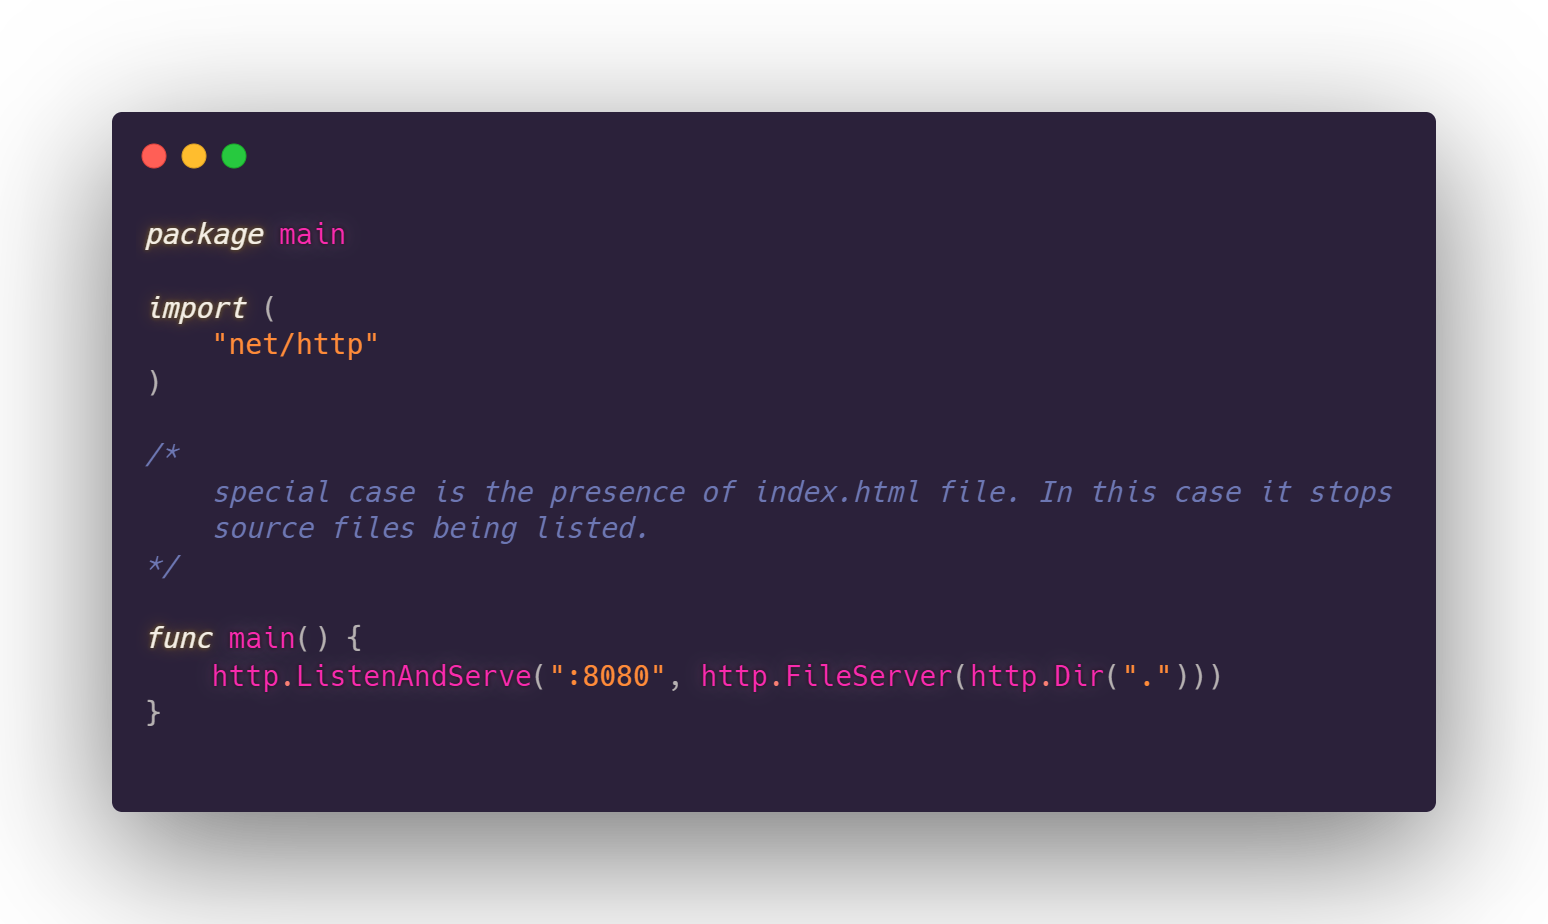 package main
import (
    "net/http"
)
/*
    special case is the presence of index.html file. In this case it stops
    source files being listed.
*/
func main() {
    http.ListenAndServe(":8080", http.FileServer(http.Dir(".")))
}